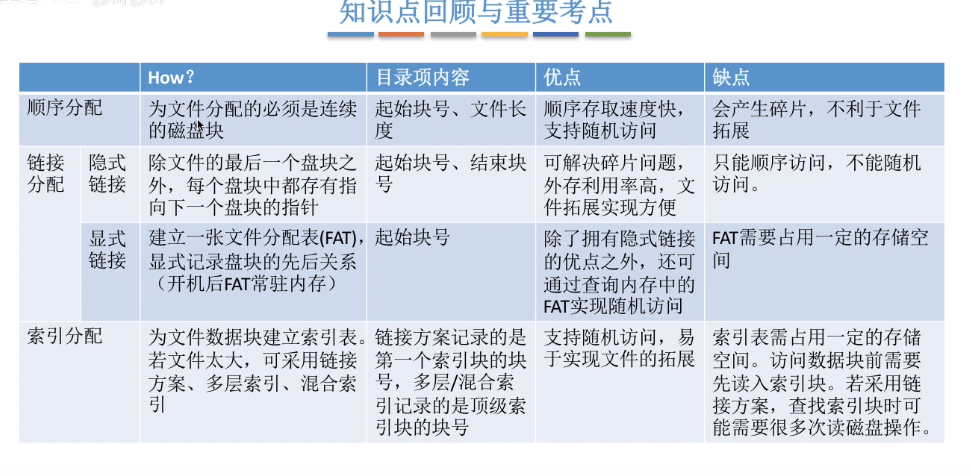 知识点回顾与重要考点
How？
目录项内容
优点
缺点
顺序分配
为文件分配的必须是连续
的磁盘块
起始块号、文件长
度
顺序存取速度快，
支持随机访问
会产生碎片，不利于文件
拓展
链接
分配
隐式
链接
除文件的最后一个盘块之
外，每个盘块中都存有指
向下一个盘块的指针
起始块号、结束块
号
可解决碎片问题，
外存利用率高，文
件拓展实现方便
只能顺序访问，不能随机
访问。
显式
链接
建立一张文件分配表(FAT)，
显式记录盘块的先后关系
（开机后FAT常驻内存）
起始块号
除了拥有隐式链接
的优点之外，还可
通过查询内存中的
FAT实现随机访问
FAT需要占用一定的存储空
间
索引分配
为文件数据块建立索引表。
若文件太大，可采用链接
方案、多层索引、混合索
引
链接方案记录的是
第一个索引块的块
号，多层/混合索
引记录的是顶级索
引块的块号
支持随机访问，易
于实现文件的拓展
索引表需占用一定的存储
空间。访问数据块前需要
先读入索引块。若采用链
接方案，查找索引块时可
能需要很多次读磁盘操作。